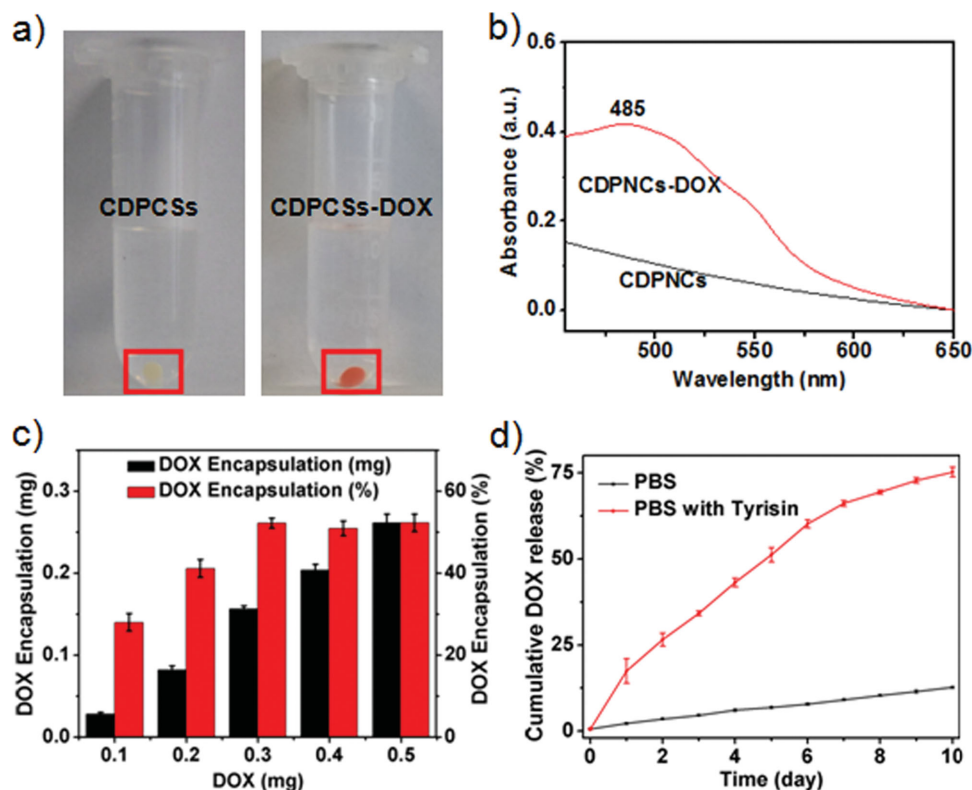 a)
CDPCSs
CDPCSs-DOX
b)
Absorbance (a.u.)
0.6
0.4
0.2
0.0
485
CDPNCs-DOX
CDPNCs
500
550
600
650
Wavelength (nm)
c)
DOX Encapsulation (mg)
0.3
0.2
0.1
0.0
DOX Encapsulation (mg)
DOX Encapsulation (%)
60
40
20
0
DOX Encapsulation (%)
0.1
0.2
0.3
0.4
0.5
DOX (mg)
d)
Cumulative DOX release (%)
75
50
25
0
PBS
PBS with Tyrisin
0
2
4
6
8
10
Time (day)